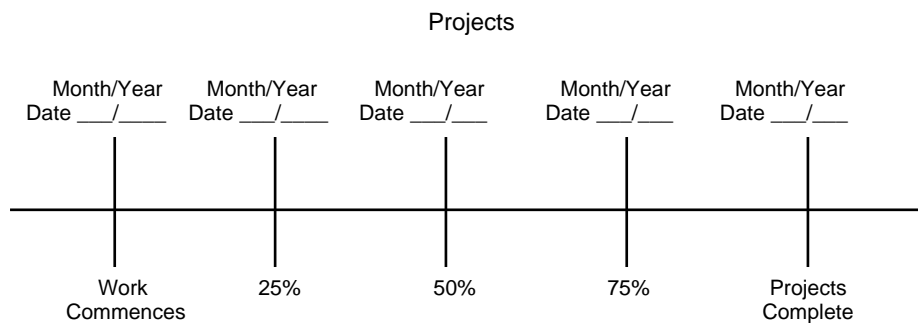 Projects
Month/Year Month/Year Month/Year Month/Year Month/Year
Date ___/____ Date ___/____ Date ___/___ Date ___/___ Date ___/___
Work 25% 50% 75% Projects
Commences Complete